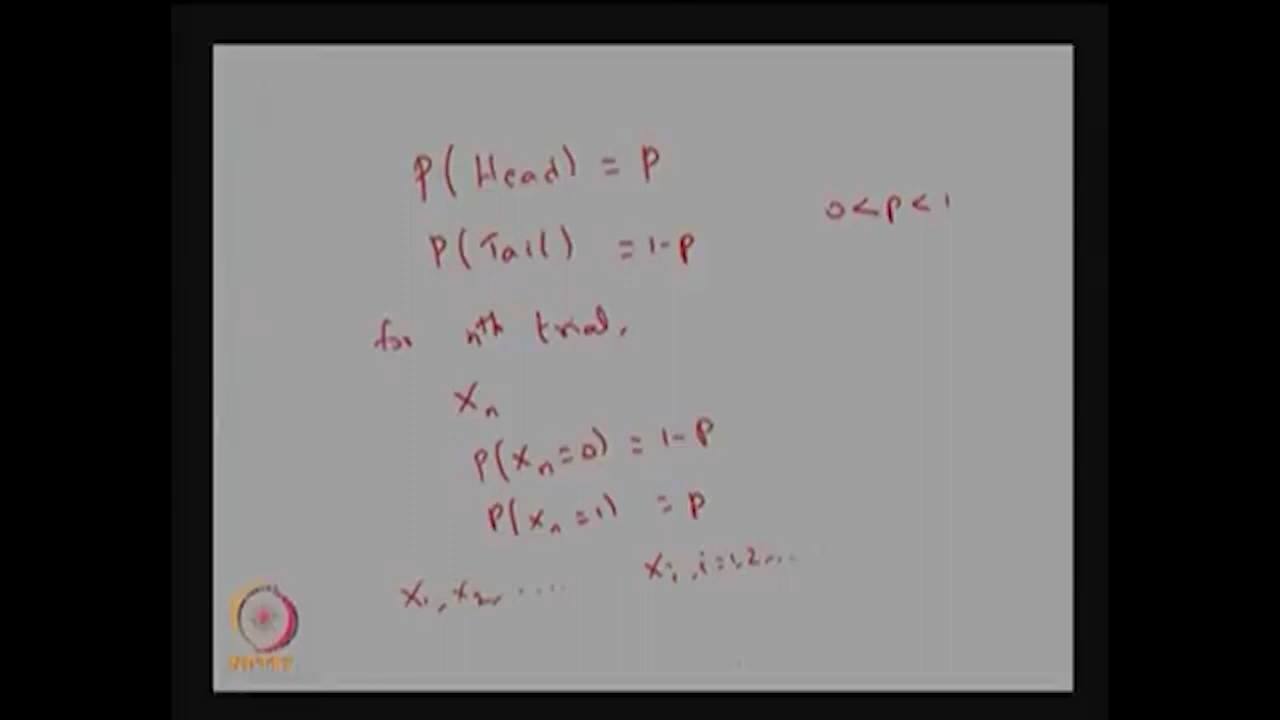 P(Head) = p
0 < p < 1
P(Tail) = 1-p
for nth trial,
Xn
P(Xn=0) = 1-p
P(Xn=1) = p
Xi, i=1,2,...
X1, X2, ....